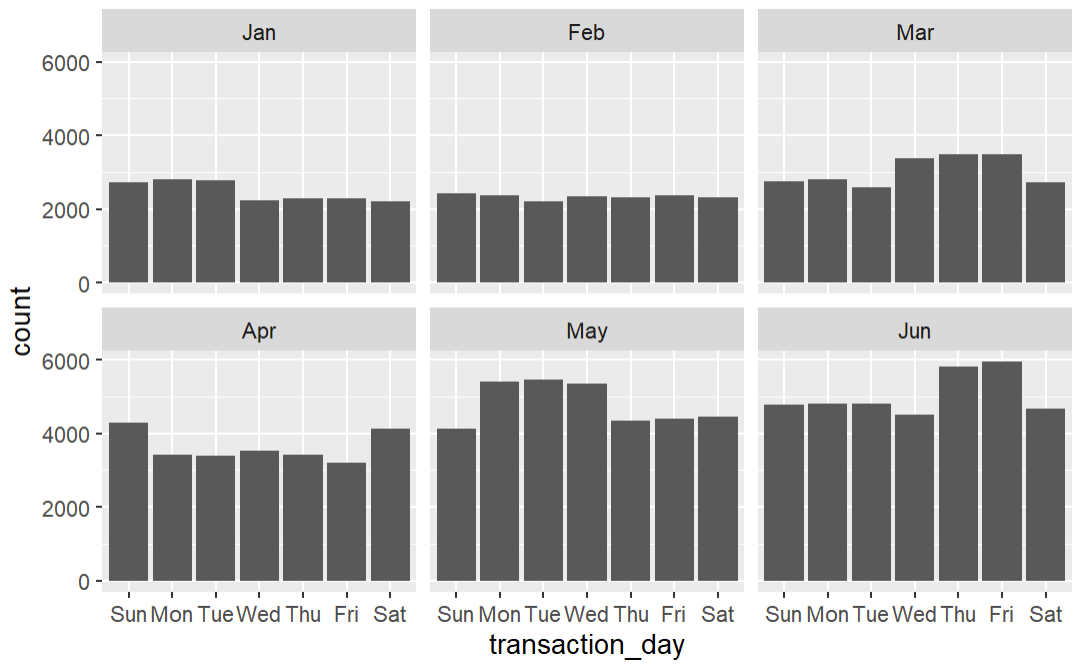 Jan Feb Mar
6000
4000
2000
0
count
Apr May Jun
6000
4000
2000
0
Sun Mon Tue Wed Thu Fri Sat Sun Mon Tue Wed Thu Fri Sat Sun Mon Tue Wed Thu Fri Sat
transaction_day